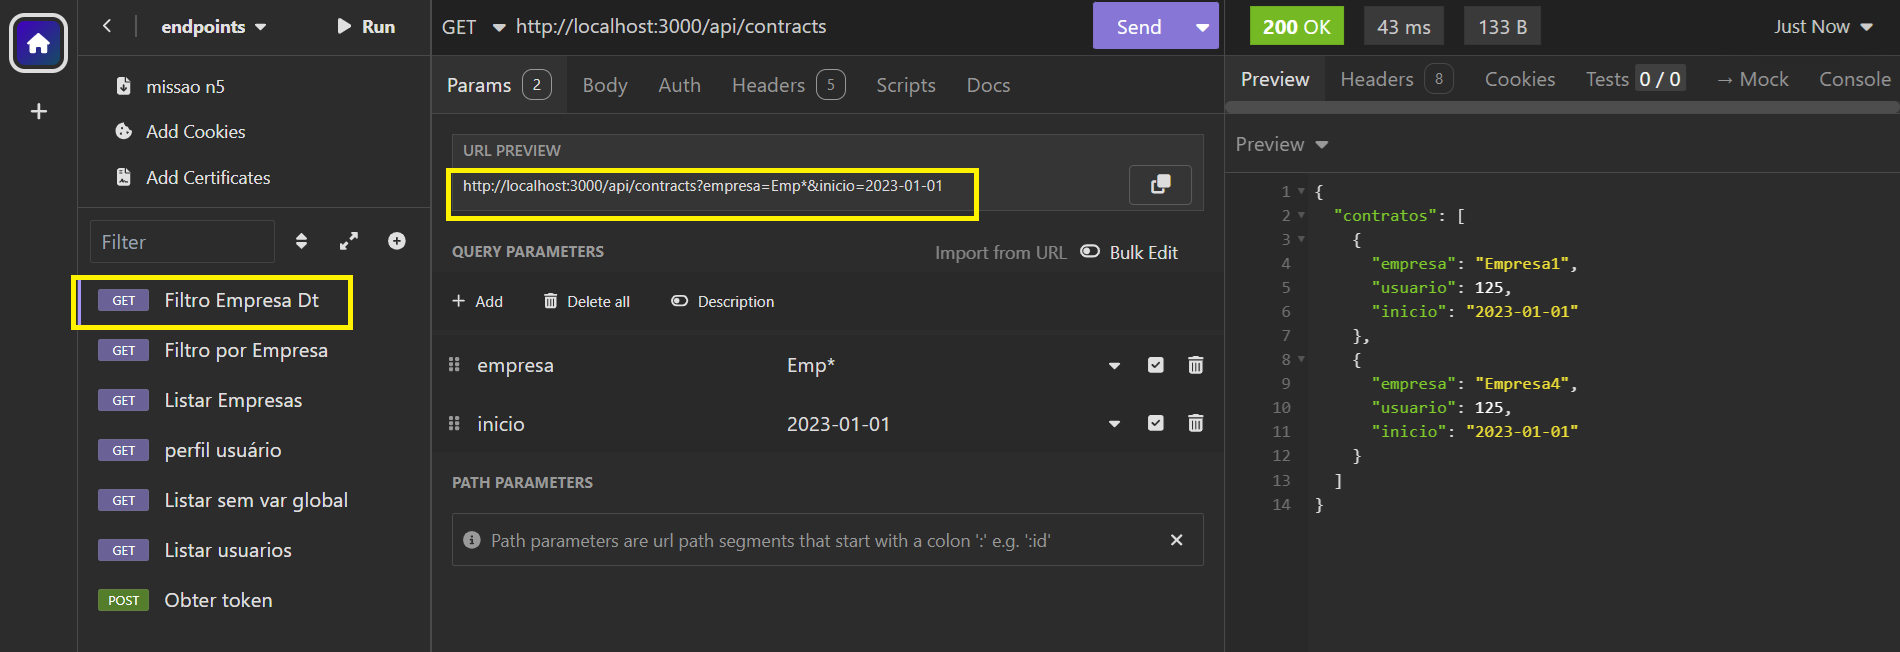 endpoints
Run
missao n5
Add Cookies
Add Certificates
Filter
GET Filtro Empresa Dt
GET Filtro por Empresa
GET Listar Empresas
GET perfil usuário
GET Listar sem var global
GET Listar usuarios
POST Obter token
GET http://localhost:3000/api/contracts Send
Params 2 Body Auth Headers 5 Scripts Docs
URL PREVIEW
http://localhost:3000/api/contracts?empresa=Emp*&inicio=2023-01-01
QUERY PARAMETERS Import from URL Bulk Edit
Add Delete all Description
empresa Emp*
inicio 2023-01-01
PATH PARAMETERS
Path parameters are url path segments that start with a colon ':' e.g. ':id'
200 OK 43 ms 133 B Just Now
Preview Headers 8 Cookies Tests 0 / 0 → Mock Console
Preview
1 {
2 "contratos": [
3 {
4 "empresa": "Empresa1",
5 "usuario": 125,
6 "inicio": "2023-01-01"
7 },
8 {
9 "empresa": "Empresa4",
10 "usuario": 125,
11 "inicio": "2023-01-01"
12 }
13 ]
14 }